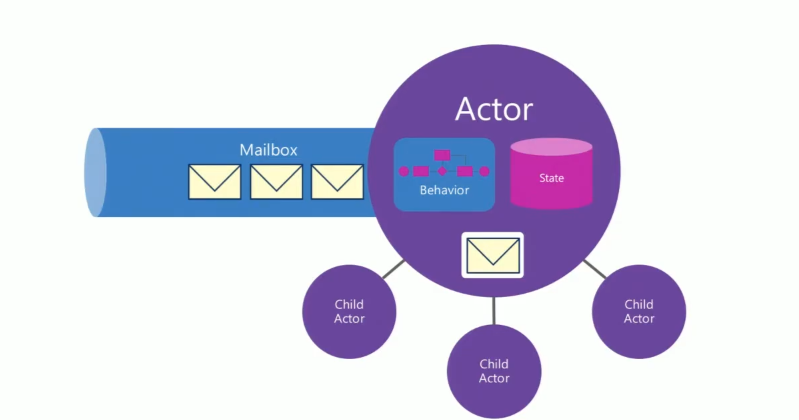 Actor
Mailbox
Behavior
State
Child
Actor
Child
Actor
Child
Actor